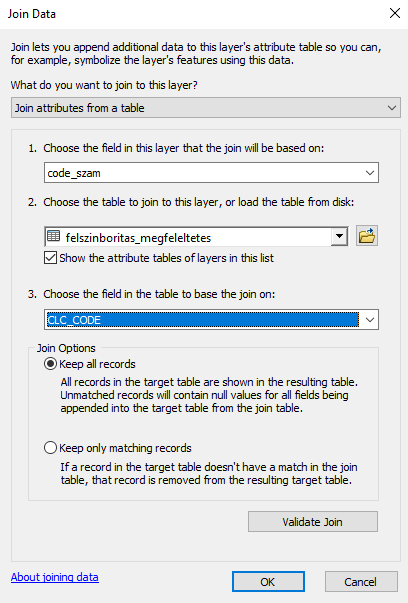 Join Data
Join lets you append additional data to this layer's attribute table so you can,
for example, symbolize the layer's features using this data.
What do you want to join to this layer?
Join attributes from a table
1. Choose the field in this layer that the join will be based on:
code_szam
2. Choose the table to join to this layer, or load the table from disk:
felszinboritas_megfeleltetes
Show the attribute tables of layers in this list
3. Choose the field in the table to base the join on:
CLC_CODE
Join Options
Keep all records
All records in the target table are shown in the resulting table.
Unmatched records will contain null values for all fields being
appended into the target table from the join table.
Keep only matching records
If a record in the target table doesn't have a match in the join
table, that record is removed from the resulting target table.
Validate Join
About joining data
OK
Cancel